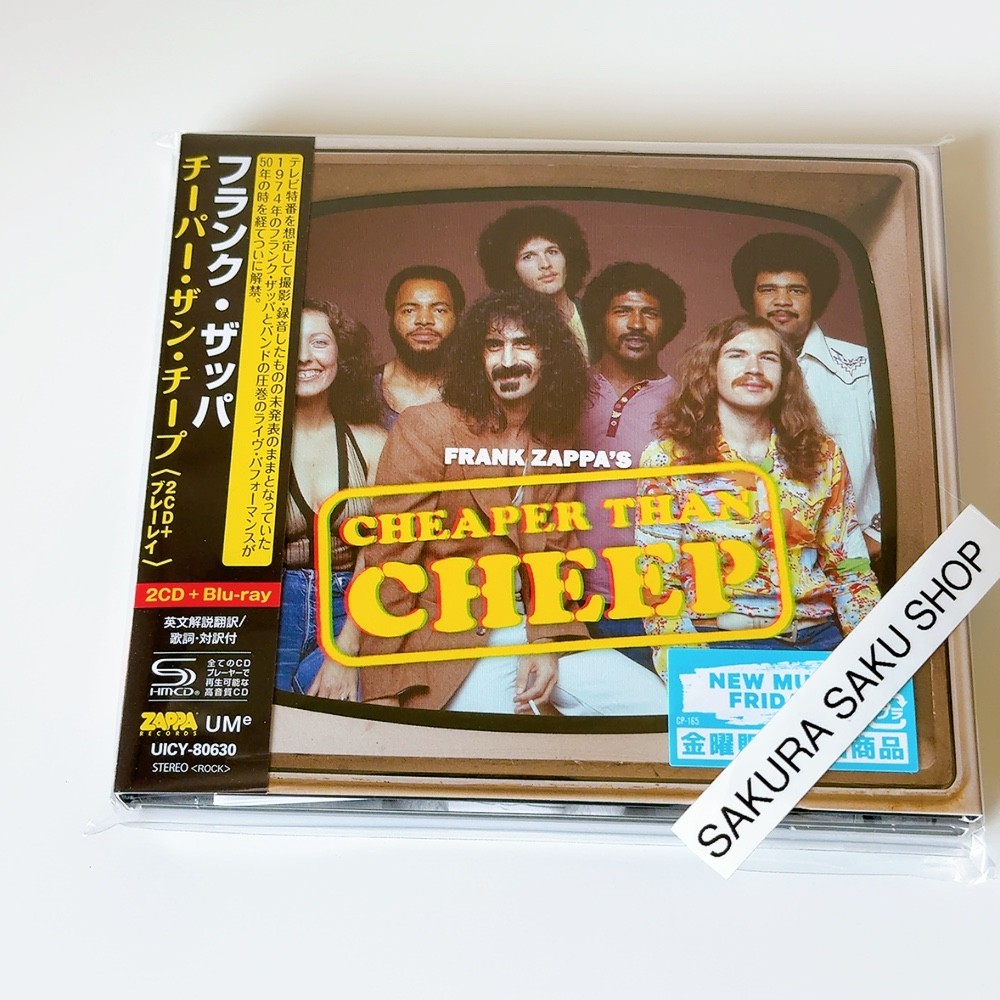 フランク・ザッパ
チーパー・ザン・チープ
〈2CD+
ブルーレイ〉
テレビ特番を想定して撮影・録音したものの未発表のままとなっていた
1974年のフランク・ザッパとバンドの圧巻のライヴ・パフォーマンスが
50年の時を経てついに解禁。
2CD + Blu-ray
英文解説翻訳/
歌詞・対訳付
SHM-CD®
全てのCD
プレーヤーで
再生可能な
高音質CD
ZAPPA
RECORDS
UMe
UICY-80630
STEREO <ROCK>
FRANK ZAPPA'S
CHEAPER THAN
CHEEP
NEW
CP-165
商品
SAKURA SAKU SHOP